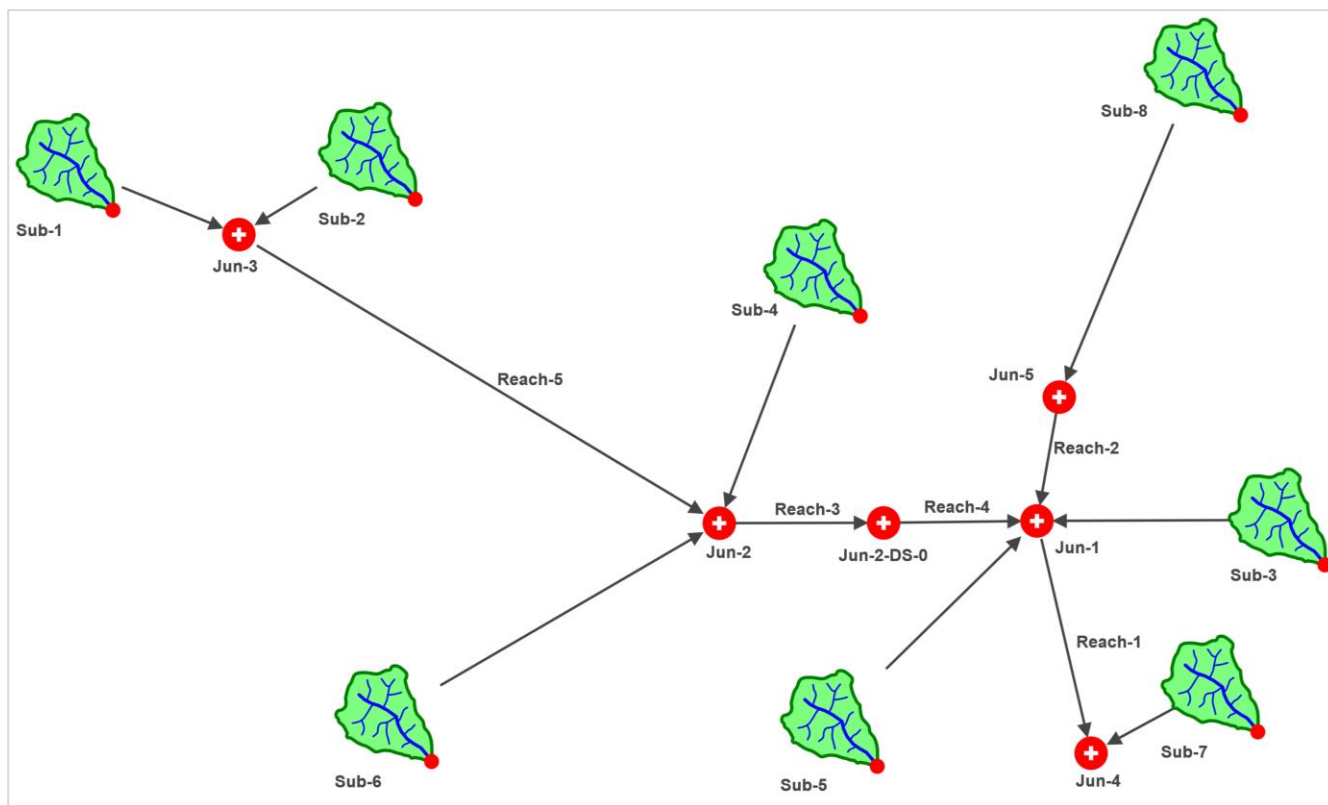 Sub-8
Sub-1
Sub-2
Jun-3
Sub-4
Reach-5
Jun-5
Reach-2
Reach-3
Reach-4
Jun-2
Jun-2-DS-0
Jun-1
Sub-3
Reach-1
Sub-7
Sub-6
Sub-5
Jun-4